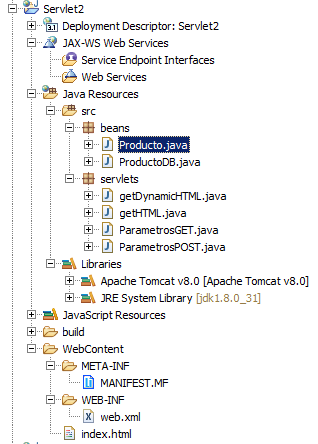 Servlet2
3.1 Deployment Descriptor: Servlet2
JAX-WS Web Services
Service Endpoint Interfaces
Web Services
Java Resources
src
beans
Producto.java
ProductoDB.java
servlets
getDynamicHTML.java
getHTML.java
ParametrosGET.java
ParametrosPOST.java
Libraries
Apache Tomcat v8.0 [Apache Tomcat v8.0]
JRE System Library [jdk1.8.0_31]
JavaScript Resources
build
WebContent
META-INF
MANIFEST.MF
WEB-INF
web.xml
index.html